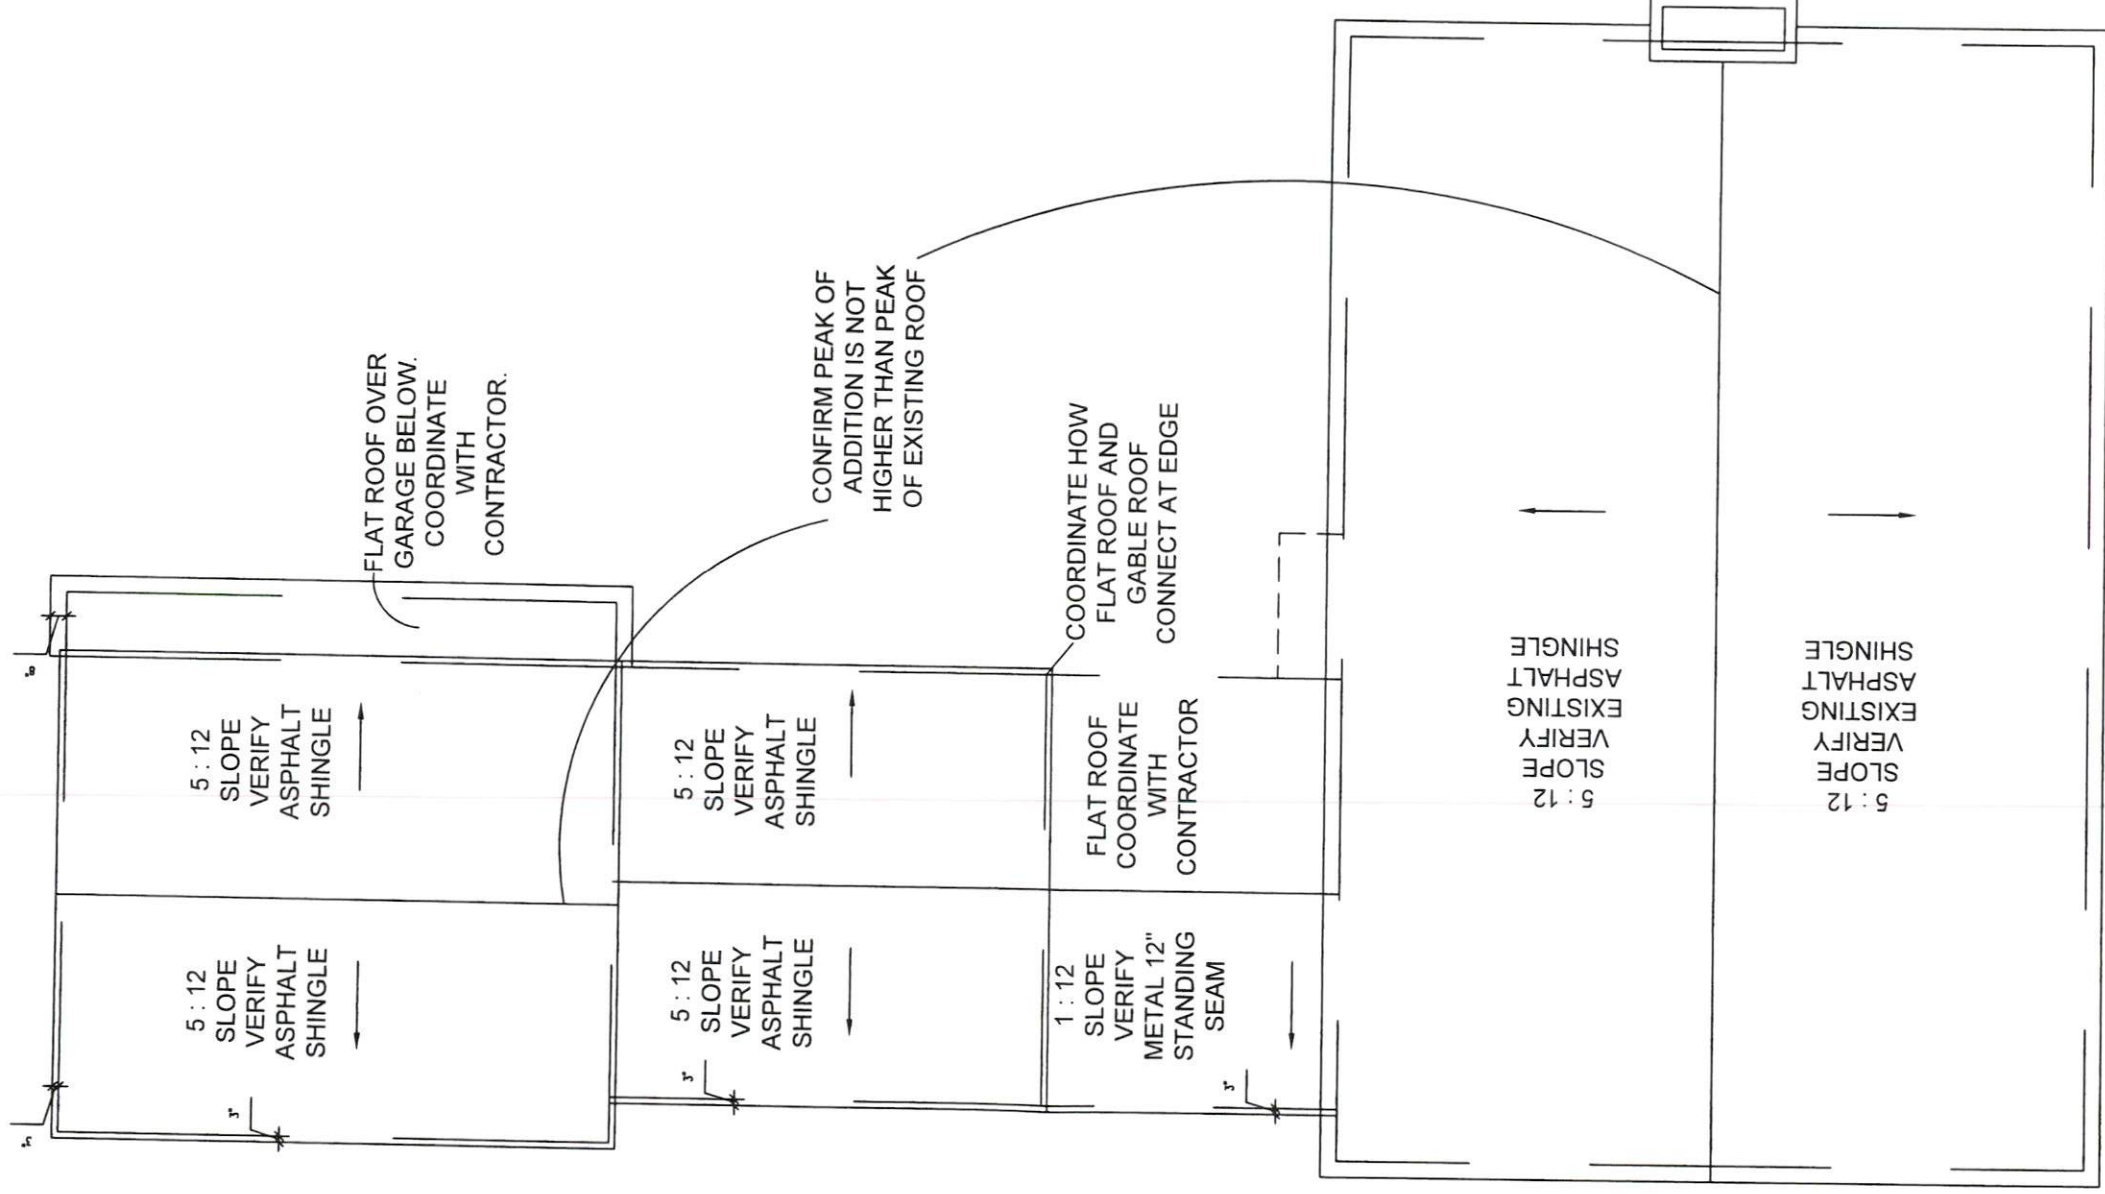 FLAT ROOF OVER
GARAGE BELOW.
COORDINATE
WITH
CONTRACTOR.
CONFIRM PEAK OF
ADDITION IS NOT
HIGHER THAN PEAK
OF EXISTING ROOF
COORDINATE HOW
FLAT ROOF AND
GABLE ROOF
CONNECT AT EDGE
8"
5 : 12
SLOPE
VERIFY
ASPHALT
SHINGLE
5 : 12
SLOPE
VERIFY
ASPHALT
SHINGLE
FLAT ROOF
COORDINATE
WITH
CONTRACTOR
5 : 12
SLOPE
VERIFY
EXISTING
ASPHALT
SHINGLE
5 : 12
SLOPE
VERIFY
EXISTING
ASPHALT
SHINGLE
5 : 12
SLOPE
VERIFY
ASPHALT
SHINGLE
5 : 12
SLOPE
VERIFY
ASPHALT
SHINGLE
1 : 12
SLOPE
VERIFY
METAL 12"
STANDING
SEAM
3"
3"
3"